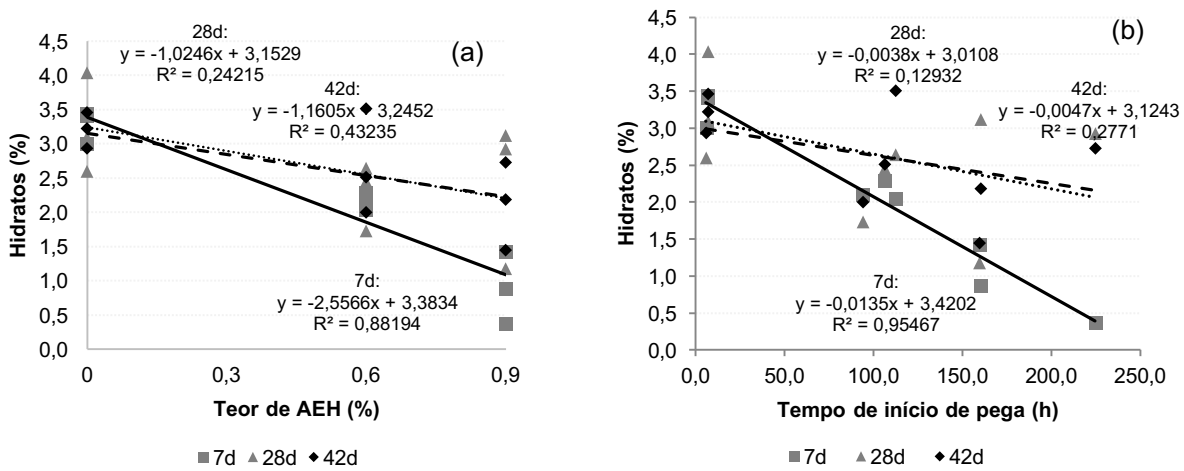 (a)
28d:
y = -1,0246x + 3,1529
R² = 0,24215
42d:
y = -1,1605x + 3,2452
R² = 0,43235
7d:
y = -2,5566x + 3,3834
R² = 0,88194
Hidratos (%)
4,5
4,0
3,5
3,0
2,5
2,0
1,5
1,0
0,5
0,0
0
0,3
0,6
0,9
Teor de AEH (%)
7d 28d 42d
(b)
28d:
y = -0,0038x + 3,0108
R² = 0,12932
42d:
y = -0,0047x + 3,1243
R² = 0,2771
7d:
y = -0,0135x + 3,4202
R² = 0,95467
Hidratos (%)
4,5
4,0
3,5
3,0
2,5
2,0
1,5
1,0
0,5
0,0
0,0
50,0
100,0
150,0
200,0
250,0
Tempo de início de pega (h)
7d 28d 42d